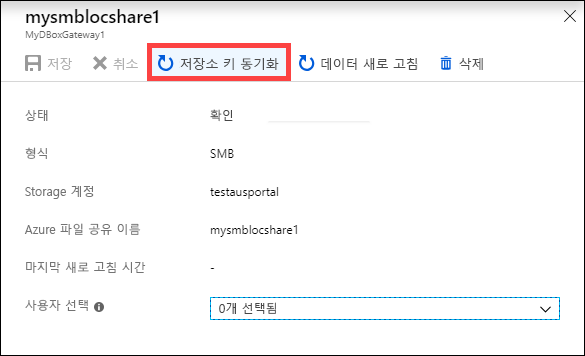 mysmblocshare1
MyDBoxGateway1
저장 취소 저장소 키 동기화 데이터 새로 고침 삭제
상태 확인
형식 SMB
Storage 계정 testausportal
Azure 파일 공유 이름 mysmblocshare1
마지막 새로 고침 시간 -
사용자 선택 0개 선택됨